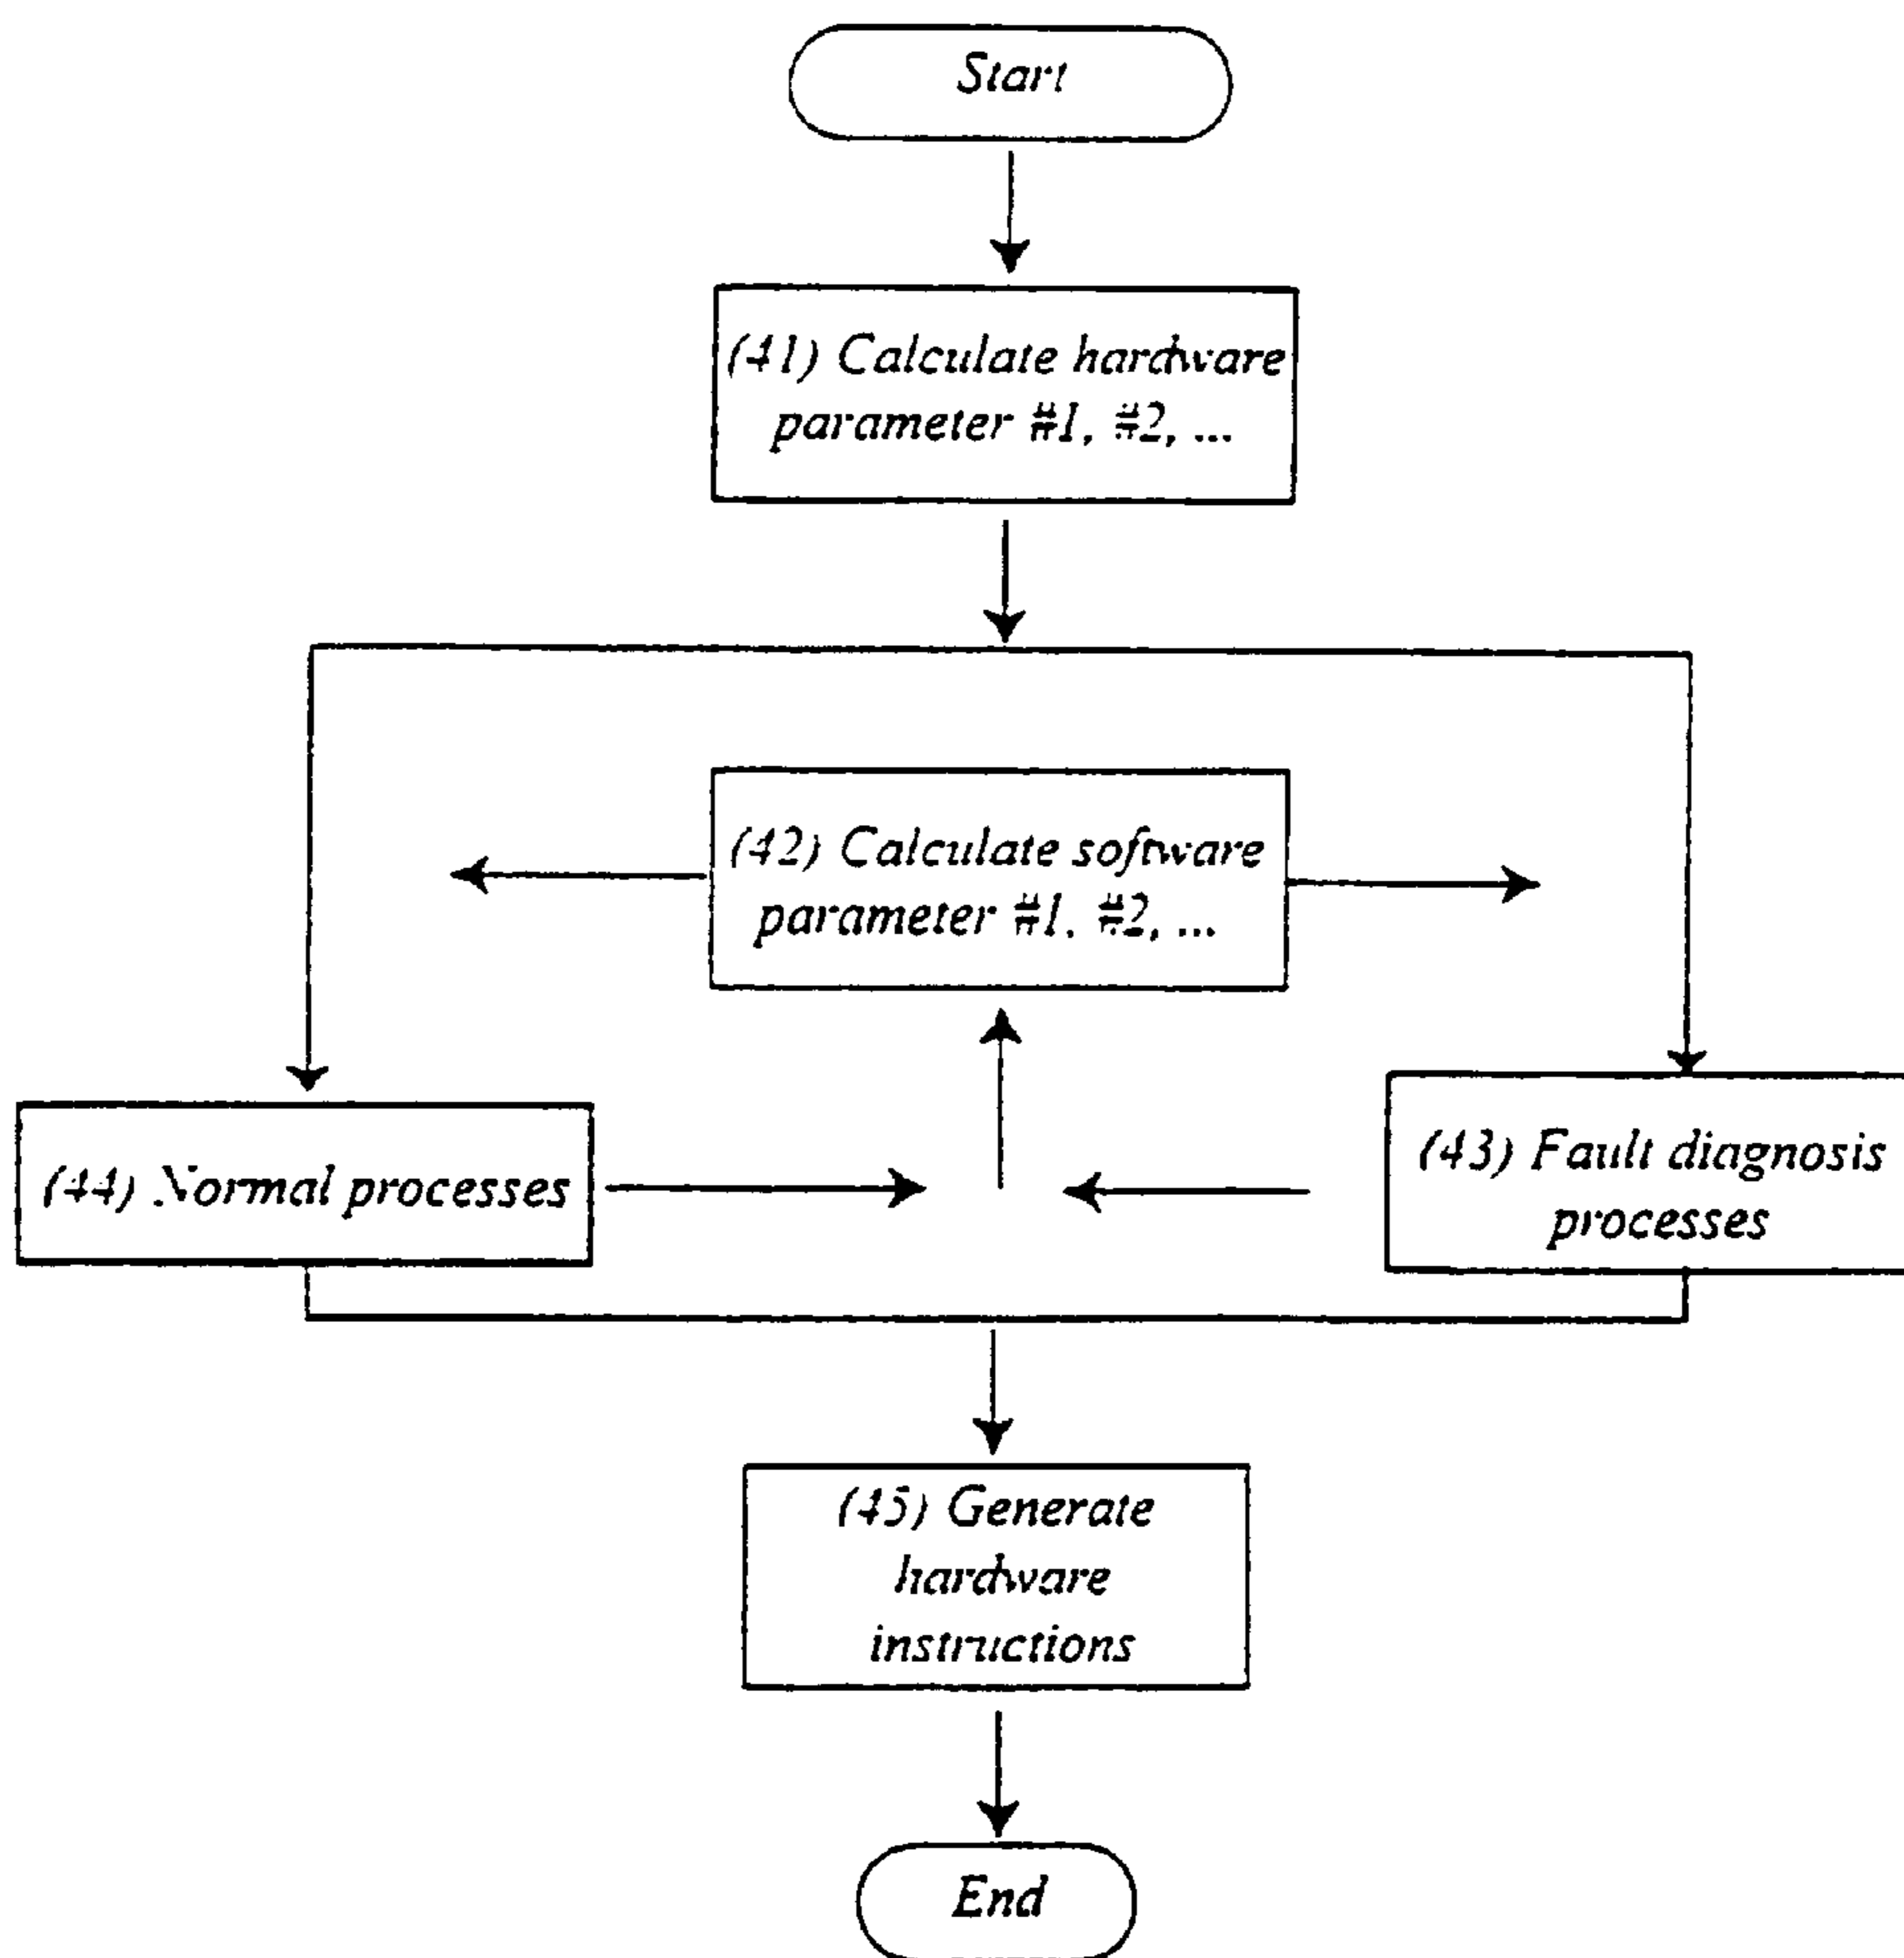 Start
(41) Calculate hardware
parameter #1, #2, ...
(42) Calculate software
parameter #1, #2, ...
(44) Normal processes
(43) Fault diagnosis
processes
(45) Generate
hardware
instructions
End